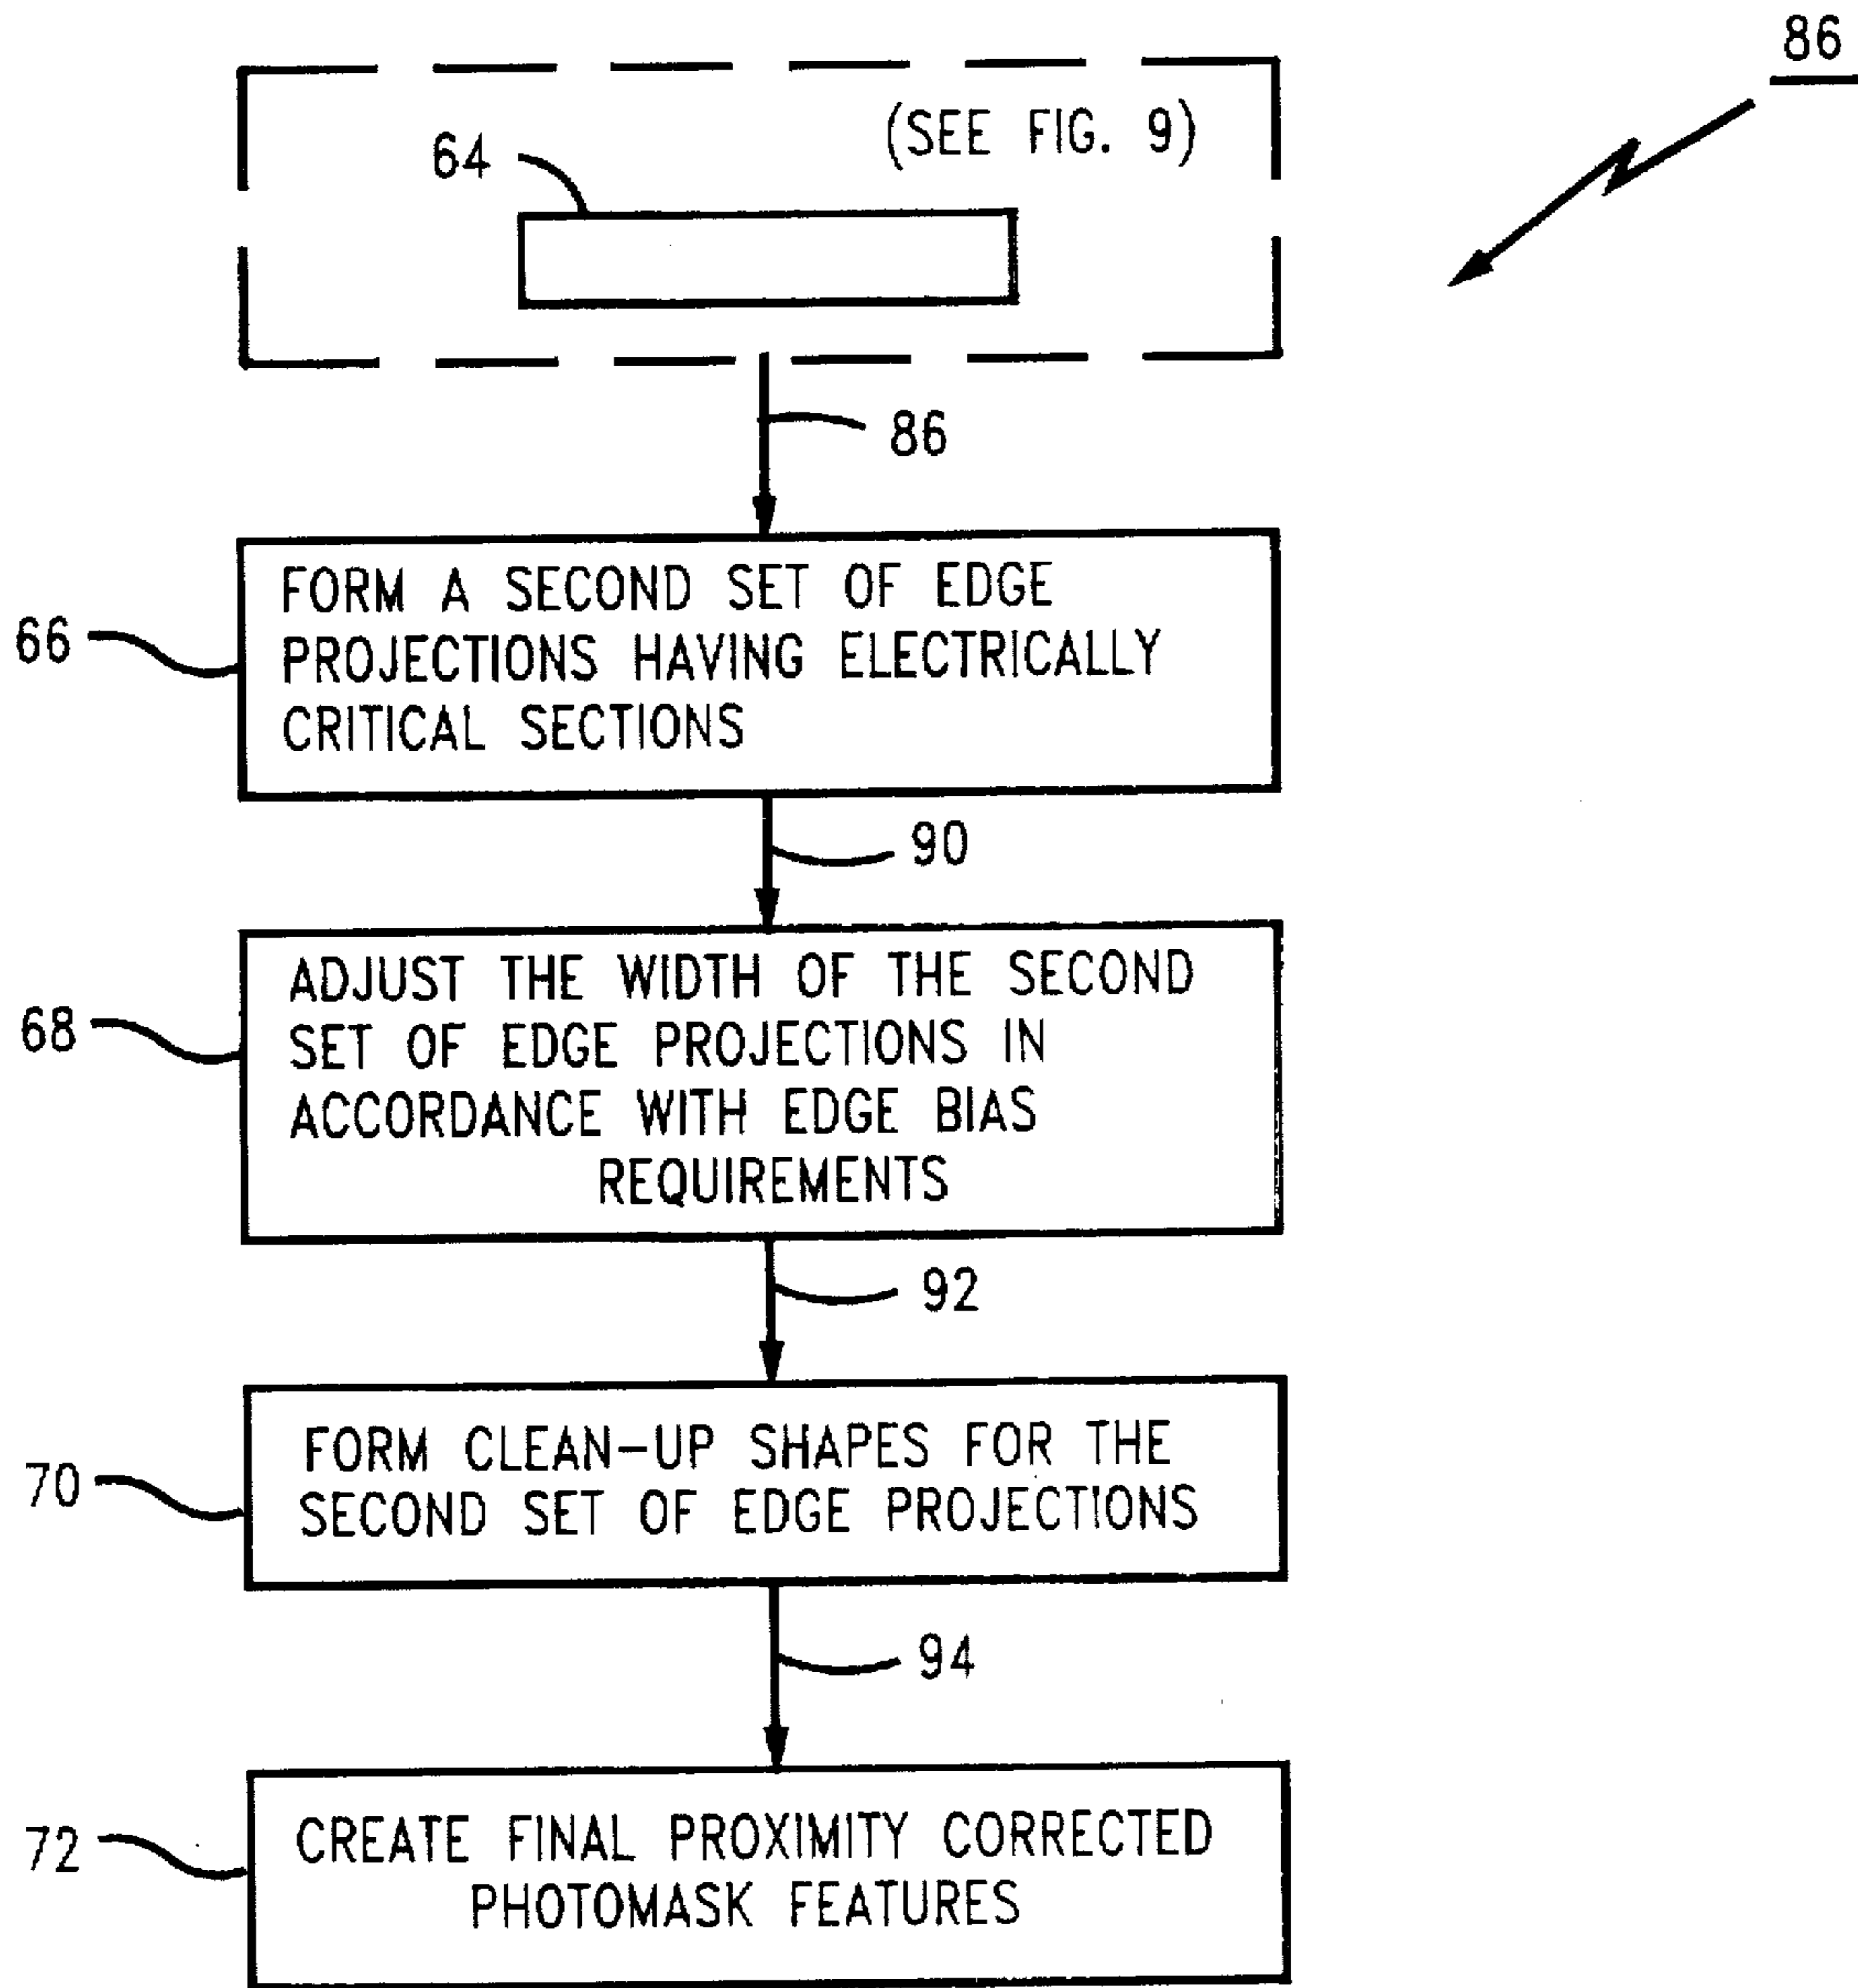 86
(SEE FIG. 9)
64
86
66
FORM A SECOND SET OF EDGE
PROJECTIONS HAVING ELECTRICALLY
CRITICAL SECTIONS
90
68
ADJUST THE WIDTH OF THE SECOND
SET OF EDGE PROJECTIONS IN
ACCORDANCE WITH EDGE BIAS
REQUIREMENTS
92
70
FORM CLEAN-UP SHAPES FOR THE
SECOND SET OF EDGE PROJECTIONS
94
72
CREATE FINAL PROXIMITY CORRECTED
PHOTOMASK FEATURES